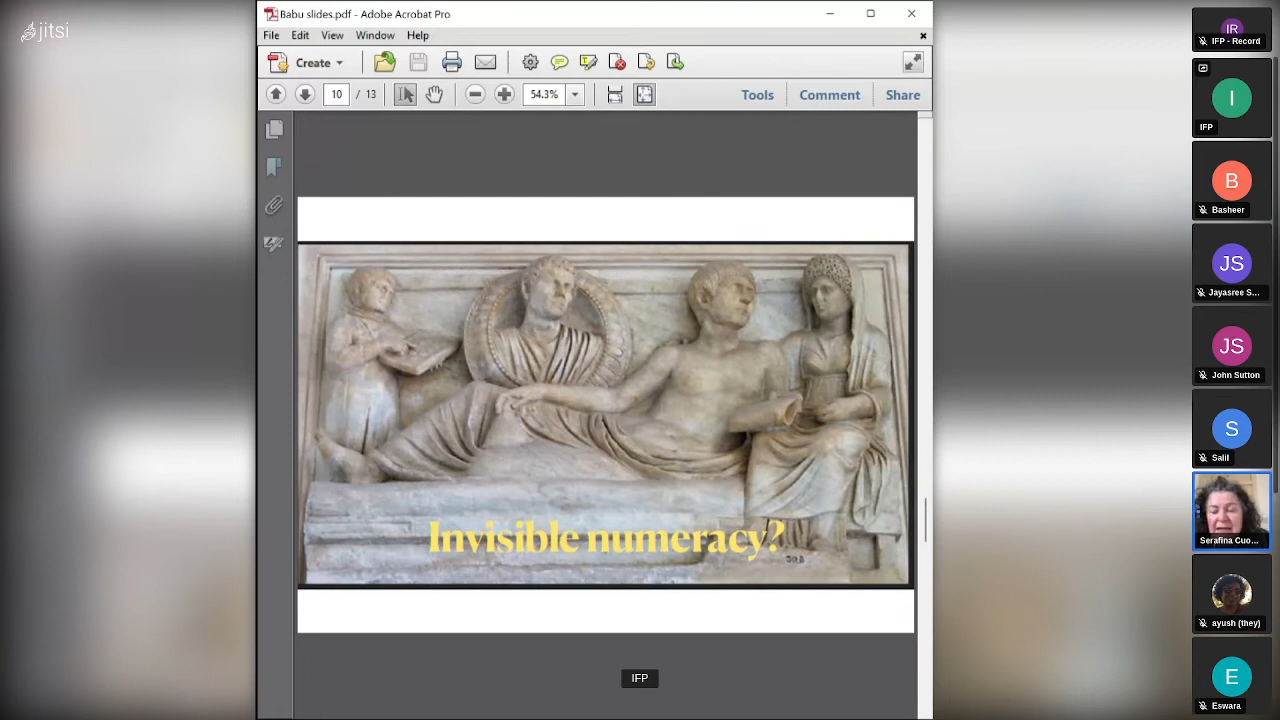 jitsi
Babu slides.pdf - Adobe Acrobat Pro
File Edit View Window Help
Create
10 / 13 54.3% Tools Comment Share
Invisible numeracy?
IFP
IR
IFP - Record
I
IFP
B
Basheer
JS
Jayasree S...
JS
John Sutton
S
Salil
Serafina Cuo...
ayush (they)
E
Eswara